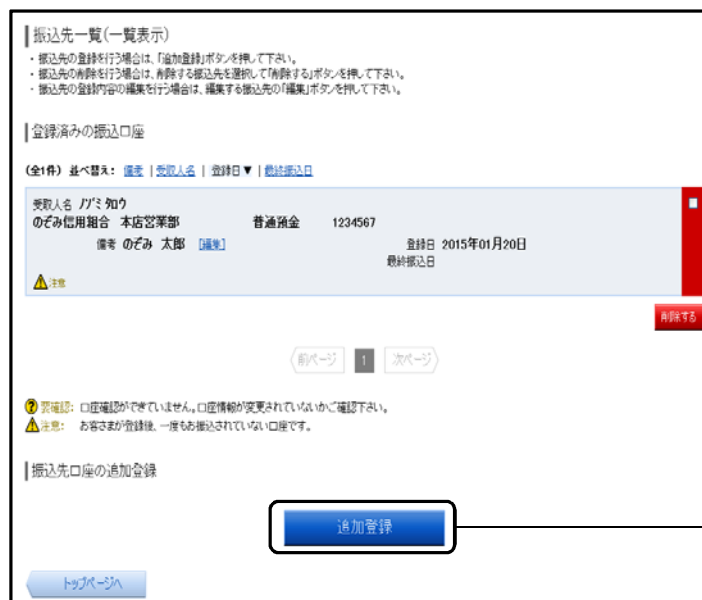 振込先一覧(一覧表示)
・ 振込先の登録を行う場合は、「追加登録」ボタンを押して下さい。
・ 振込先の削除を行う場合は、削除する振込先を選択して「削除する」ボタンを押して下さい。
・ 振込先の登録内容の編集を行う場合は、編集する振込先の「編集」ボタンを押して下さい。
登録済みの振込口座
(全1件) 並べ替え: 備考 | 受取人名 | 登録日▼ | 最終振込日
受取人名 ノゾミ タロウ
のぞみ信用組合 本店営業部 普通預金 1234567
備考 のぞみ 太郎 [編集] 登録日 2015年01月20日
最終振込日
注意
削除する
前ページ 1 次ページ
? 要確認: 口座確認ができていません。口座情報が変更されていないかご確認下さい。
注意: お客さまが登録後、一度もお振込されていない口座です。
振込先口座の追加登録
追加登録
トップページへ